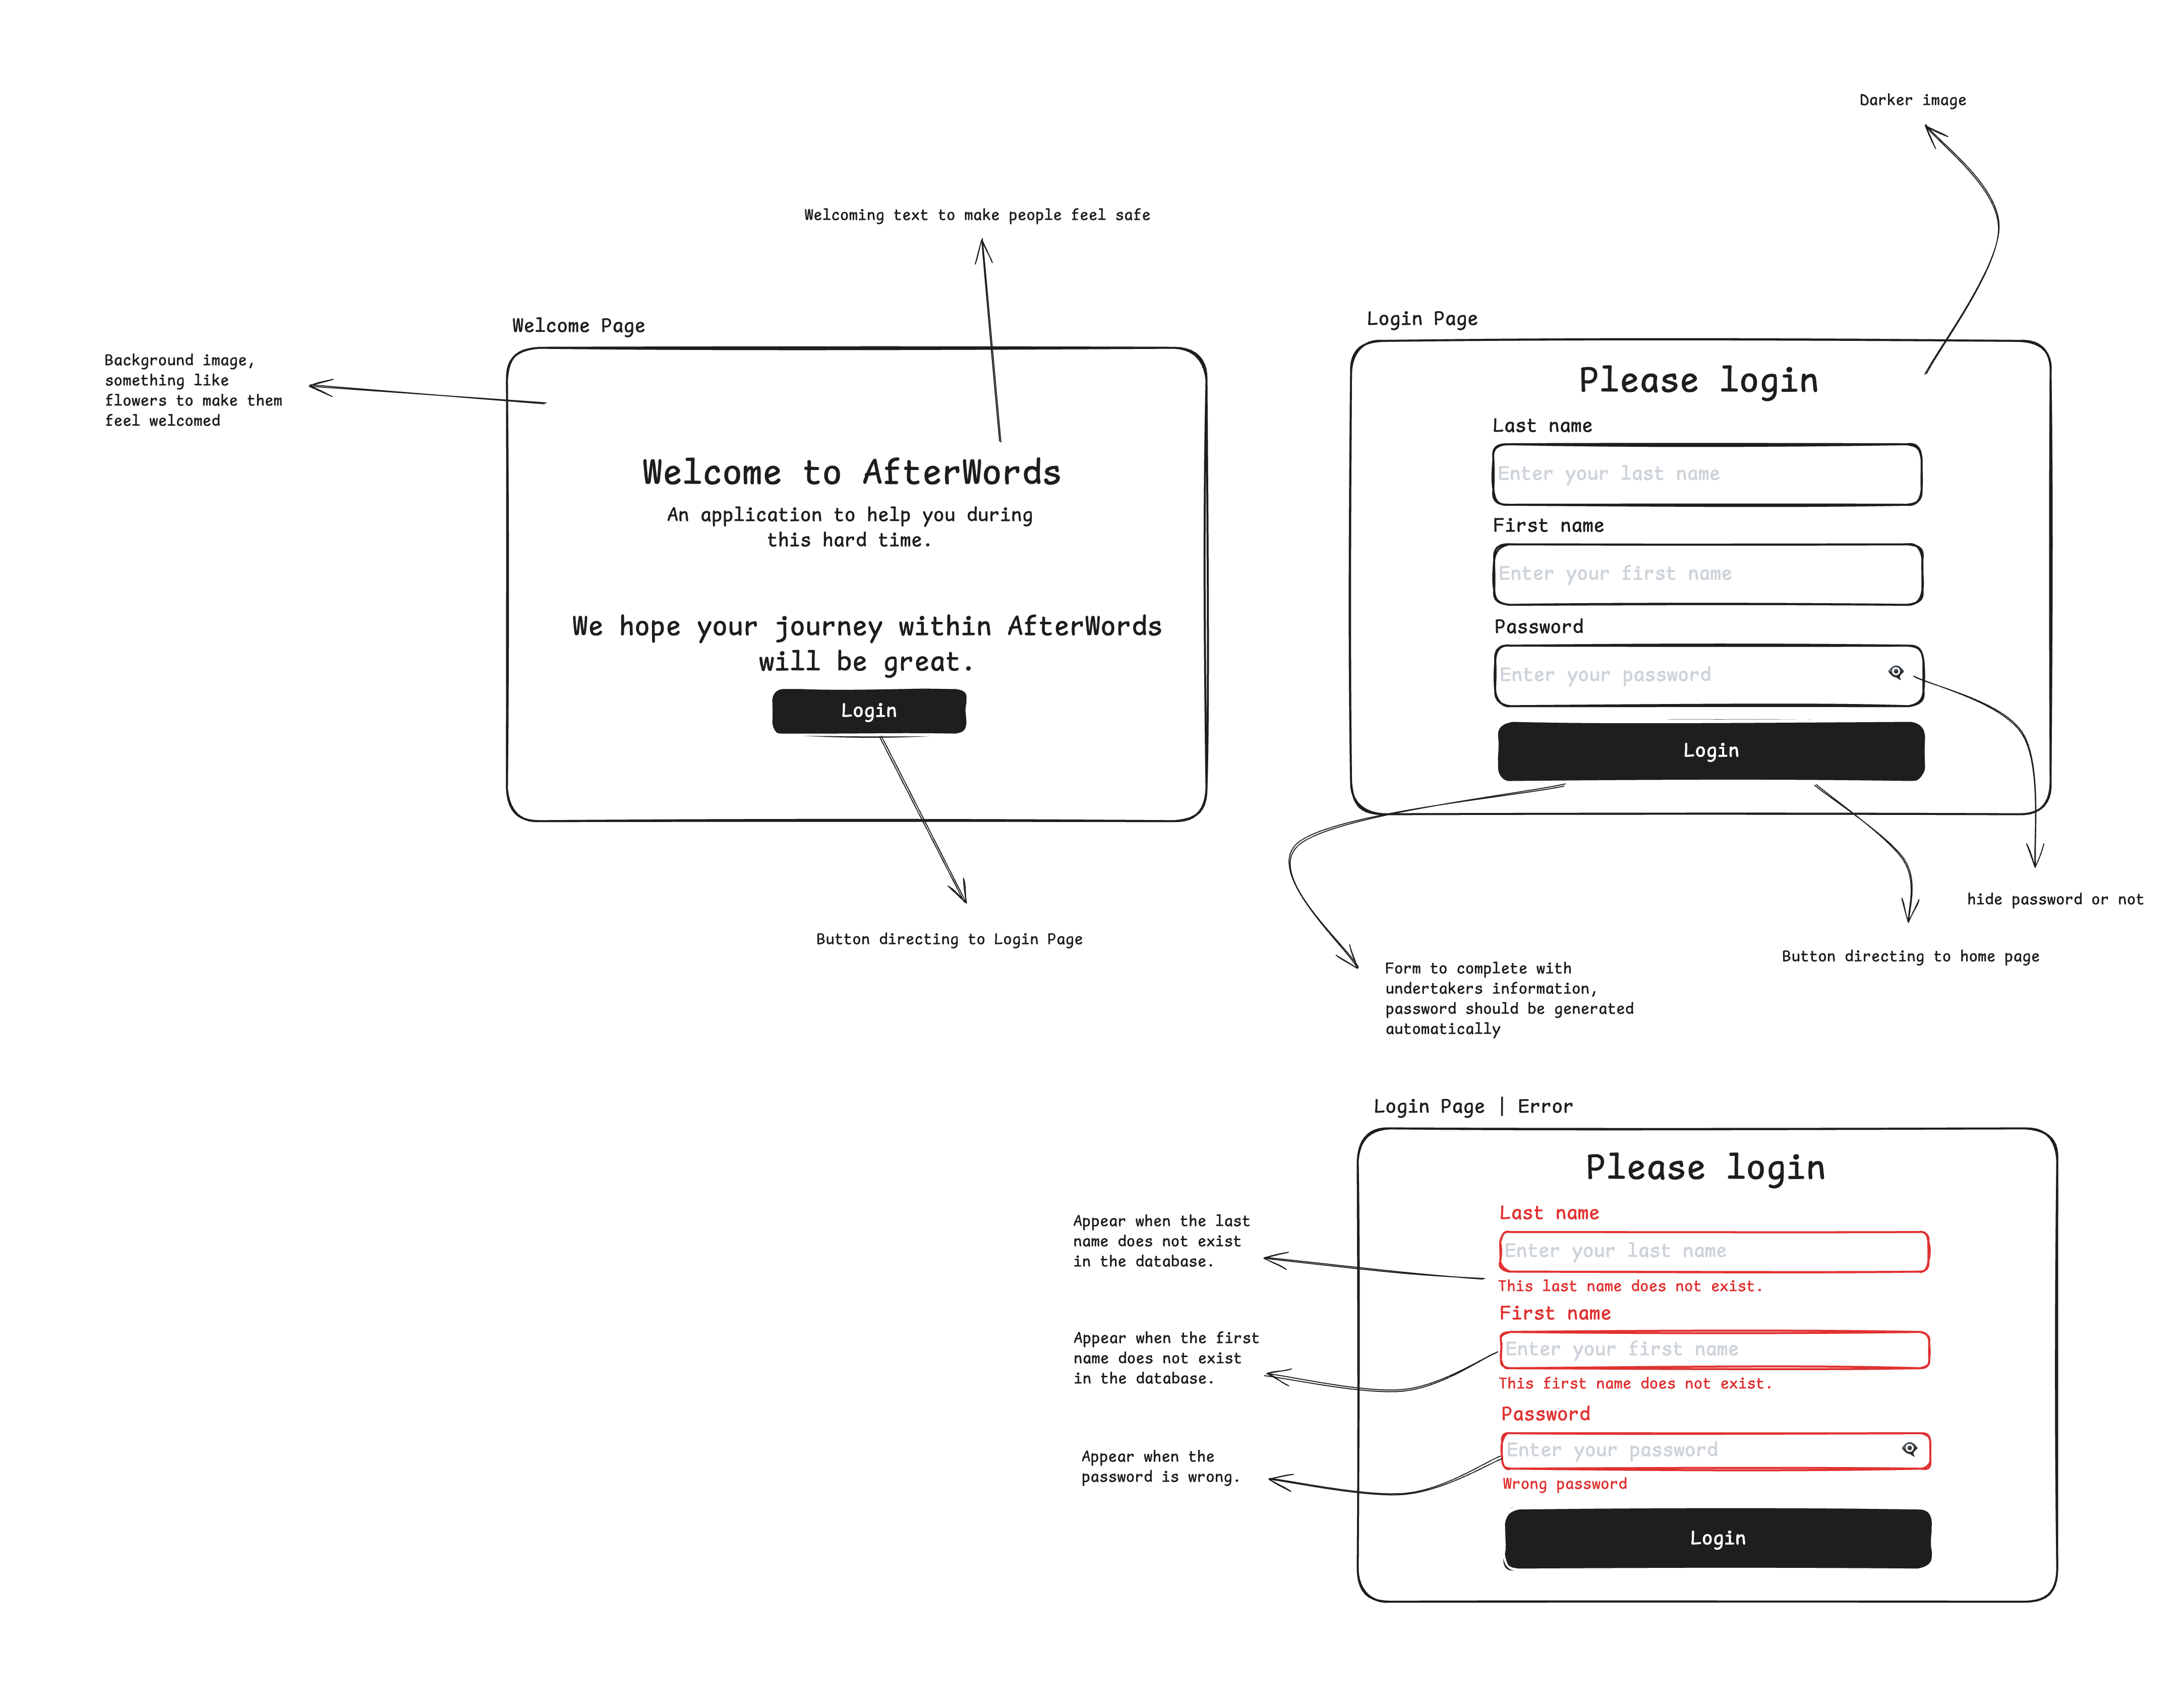 Darker image
Welcoming text to make people feel safe
Welcome Page
Background image,
something like
flowers to make them
feel welcomed
Welcome to AfterWords
An application to help you during
this hard time.
We hope your journey within AfterWords
will be great.
Login
Button directing to Login Page
Login Page
Please login
Last name
Enter your last name
First name
Enter your first name
Password
Enter your password
Login
hide password or not
Button directing to home page
Form to complete with
undertakers information,
password should be generated
automatically
Login Page | Error
Please login
Last name
Enter your last name
This last name does not exist.
First name
Enter your first name
This first name does not exist.
Password
Enter your password
Wrong password
Login
Appear when the last
name does not exist
in the database.
Appear when the first
name does not exist
in the database.
Appear when the
password is wrong.